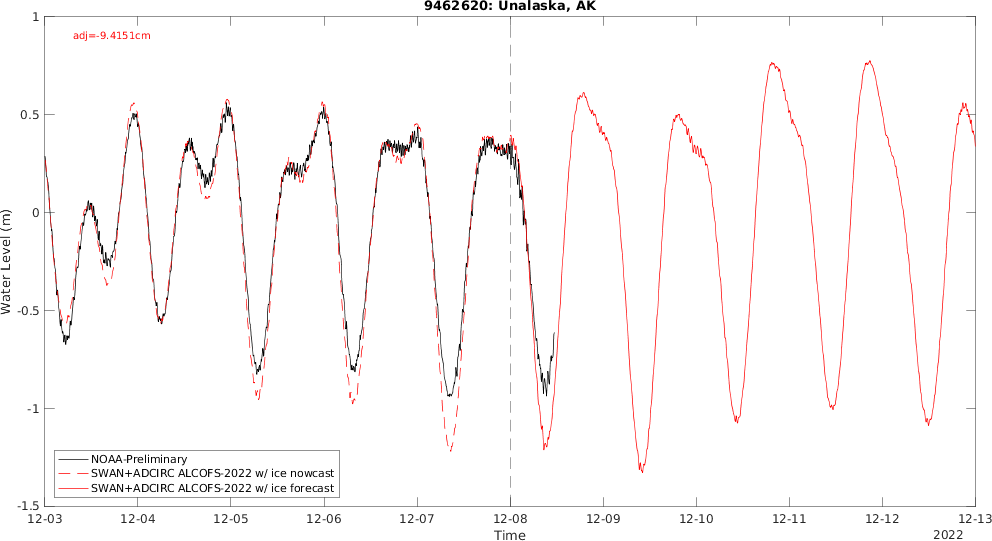 9462620: Unalaska, AK
adj=-9.4151cm
1
0.5
0
-0.5
-1
-1.5
Water Level (m)
NOAA-Preliminary
SWAN+ADCIRC ALCOFS-2022 w/ ice nowcast
SWAN+ADCIRC ALCOFS-2022 w/ ice forecast
12-03 12-04 12-05 12-06 12-07 12-08 12-09 12-10 12-11 12-12 12-13
Time
2022